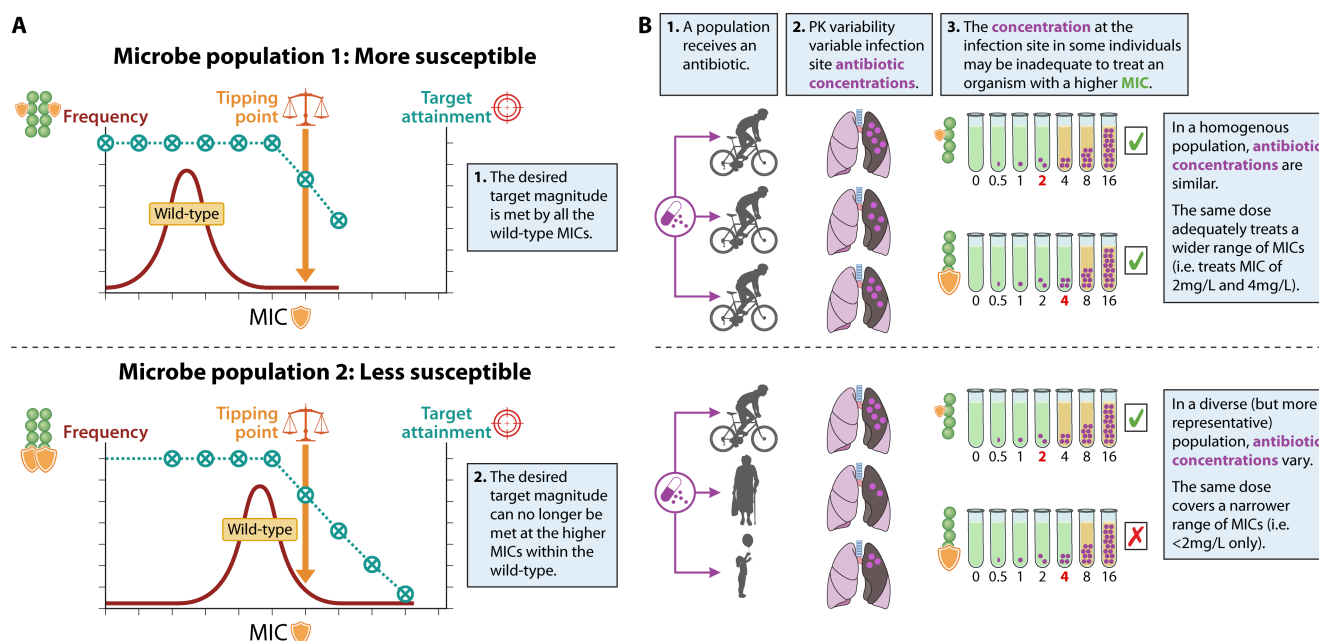 A
Microbe population 1: More susceptible
Frequency
Tipping
point
Target
attainment
Wild-type
1. The desired
target magnitude
is met by all the
wild-type MICs.
MIC
Microbe population 2: Less susceptible
Frequency
Tipping
point
Target
attainment
Wild-type
2. The desired
target magnitude
can no longer be
met at the higher
MICs within the
wild-type.
MIC
B
1. A population
receives an
antibiotic.
2. PK variability
variable infection
site antibiotic
concentrations.
3. The concentration at the
infection site in some individuals
may be inadequate to treat an
organism with a higher MIC.
0 0.5 1 2 4 8 16
0 0.5 1 2 4 8 16
In a homogenous
population, antibiotic
concentrations are
similar.
The same dose
adequately treats a
wider range of MICs
(i.e. treats MIC of
2mg/L and 4mg/L).
0 0.5 1 2 4 8 16
0 0.5 1 2 4 8 16
In a diverse (but more
representative)
population, antibiotic
concentrations vary.
The same dose
covers a narrower
range of MICs (i.e.
<2mg/L only).